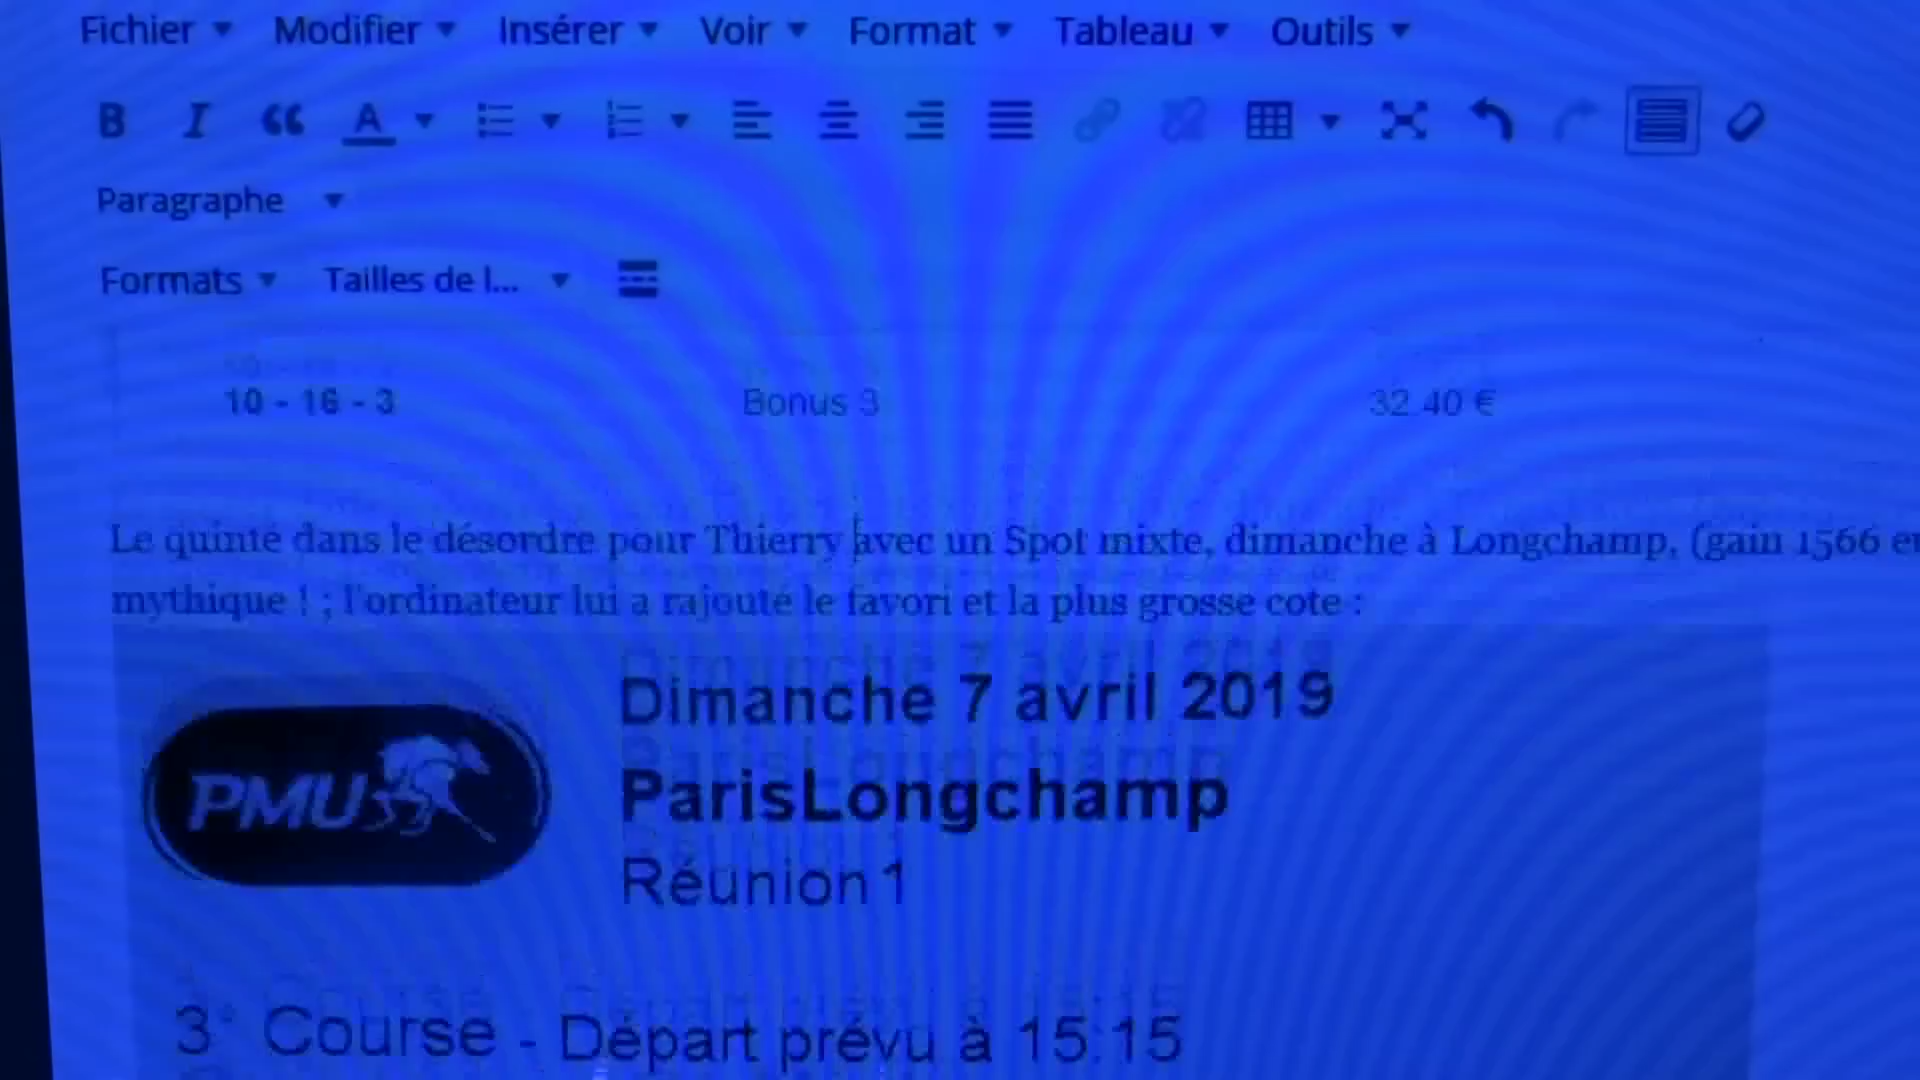 Fichier Modifier Insérer Voir Format Tableau Outils
B I “ A
Paragraphe
Formats Tailles de l...
10 - 16 - 3 Bonus 3 32.40 €
Le quinté dans le désordre pour Thierry avec un Spot mixte, dimanche à Longchamp, (gain 1566
mythique ! ; l'ordinateur lui a rajouté le favori et la plus grosse cote :
PMU
Dimanche 7 avril 2019
ParisLongchamp
Réunion 1
3° Course - Départ prévu à 15:15